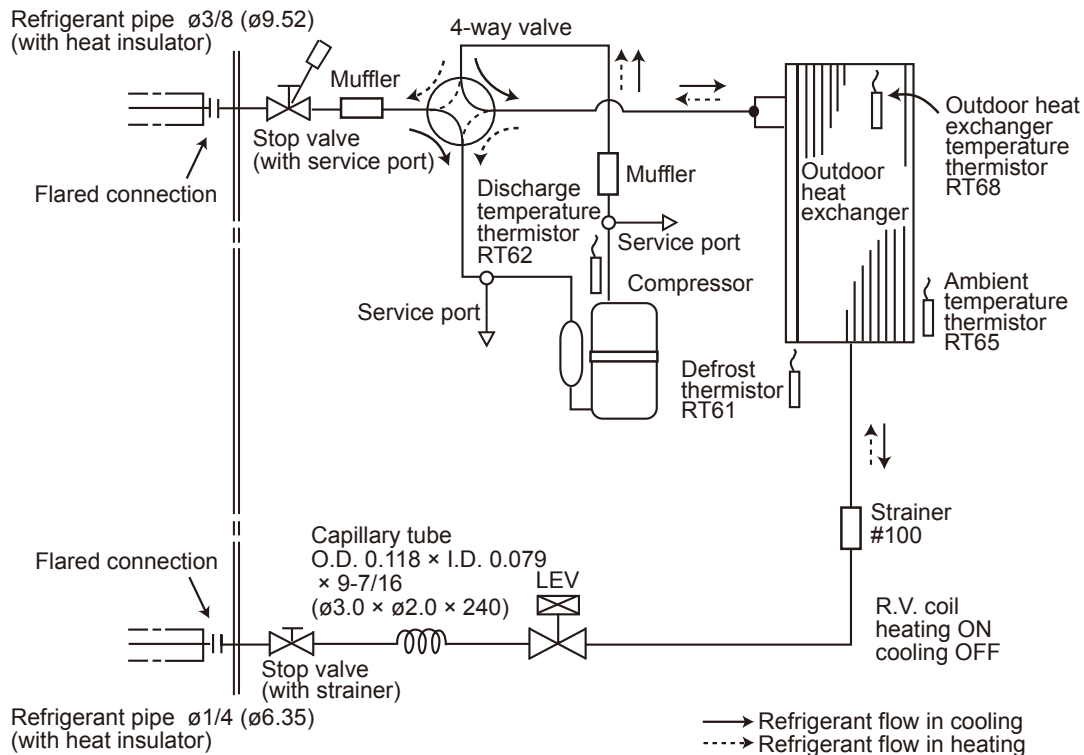 Refrigerant pipe ø3/8 (ø9.52)
(with heat insulator)
4-way valve
Muffler
Stop valve
(with service port)
Flared connection
Outdoor heat
exchanger
temperature
thermistor
RT68
Outdoor
heat
exchanger
Muffler
Discharge
temperature
thermistor
RT62
Service port
Compressor
Service port
Ambient
temperature
thermistor
RT65
Defrost
thermistor
RT61
Strainer
#100
Capillary tube
O.D. 0.118 × I.D. 0.079
× 9-7/16
(ø3.0 × ø2.0 × 240)
LEV
Flared connection
R.V. coil
heating ON
cooling OFF
Stop valve
(with strainer)
Refrigerant pipe ø1/4 (ø6.35)
(with heat insulator)
Refrigerant flow in cooling
Refrigerant flow in heating